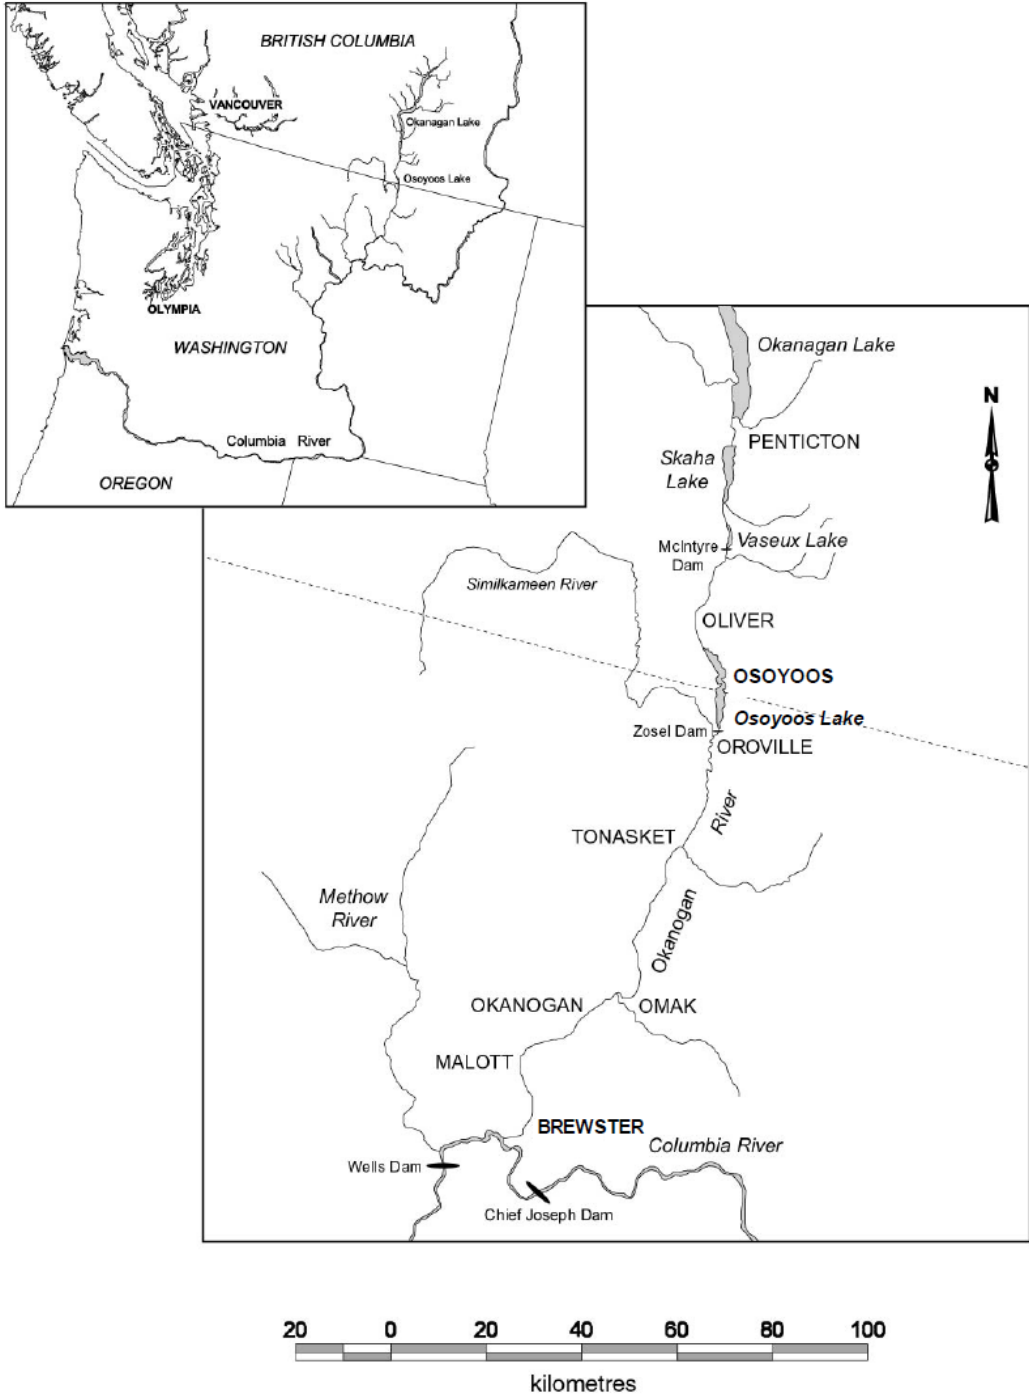 BRITISH COLUMBIA
VANCOUVER
Okanagan Lake
Osoyoos Lake
OLYMPIA
WASHINGTON
Columbia River
OREGON
Okanagan Lake
N
PENTICTON
Skaha
Lake
McIntyre
Dam
Vaseux Lake
Similkameen River
OLIVER
OSOYOOS
Osoyoos Lake
Zosel Dam
OROVILLE
River
TONASKET
Methow
River
Okanogan
OKANOGAN
OMAK
MALOTT
BREWSTER
Columbia River
Wells Dam
Chief Joseph Dam
20 0 20 40 60 80 100
kilometres